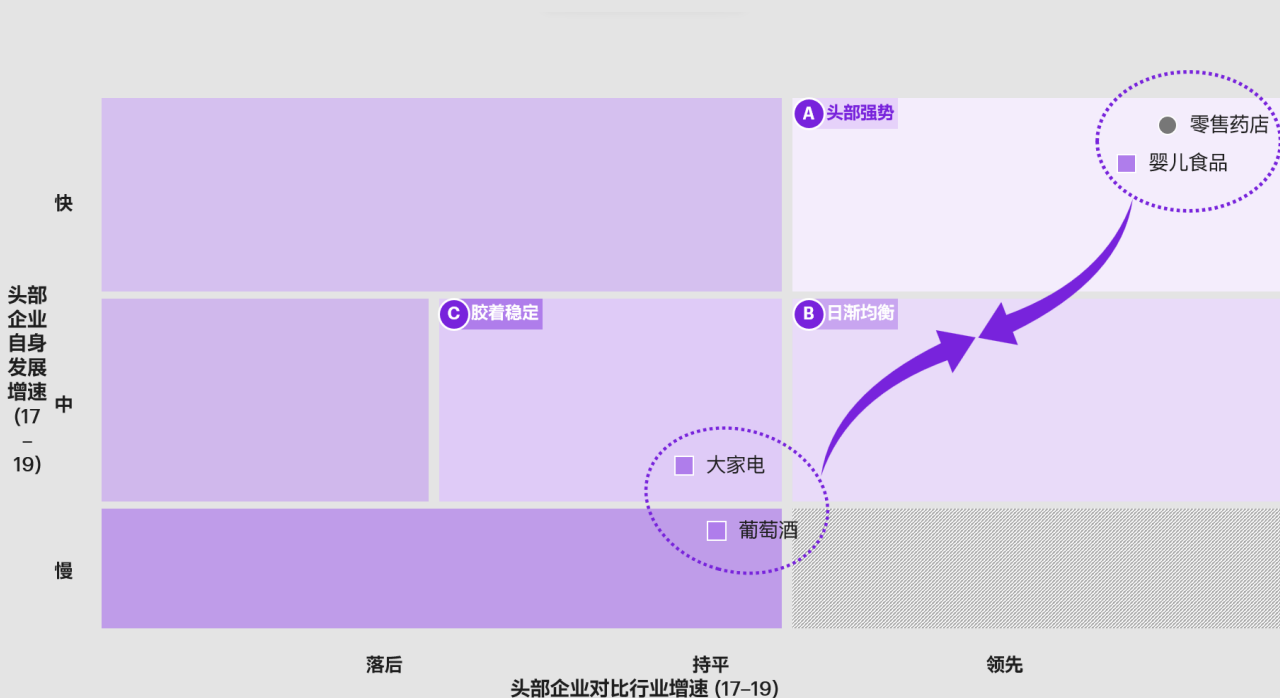 A 头部强势
零售药店
婴儿食品
快
头部
企业
自身
发展
增速
(17
–
19)
中
C 胶着稳定
B 日渐均衡
大家电
葡萄酒
慢
落后
持平
领先
头部企业对比行业增速 (17–19)